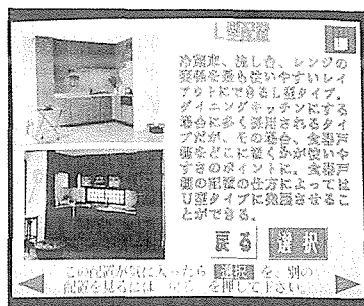 L型配置
冷蔵庫、流し台、レンジの
変移を最も使いやすいレイ
アウトにできるL型タイプ。
ダイニングキッチンにする
場合に多く採用されるタイ
プだが、その場合、食器戸
棚をどこに置くかが使いや
すさのポイントに。食器戸
棚の配置の仕方によっては
U型タイプに発展させるこ
とができる。
戻る 選択
この配置が気に入ったら 選択 を、別の
配置を見るには を押して下さい。